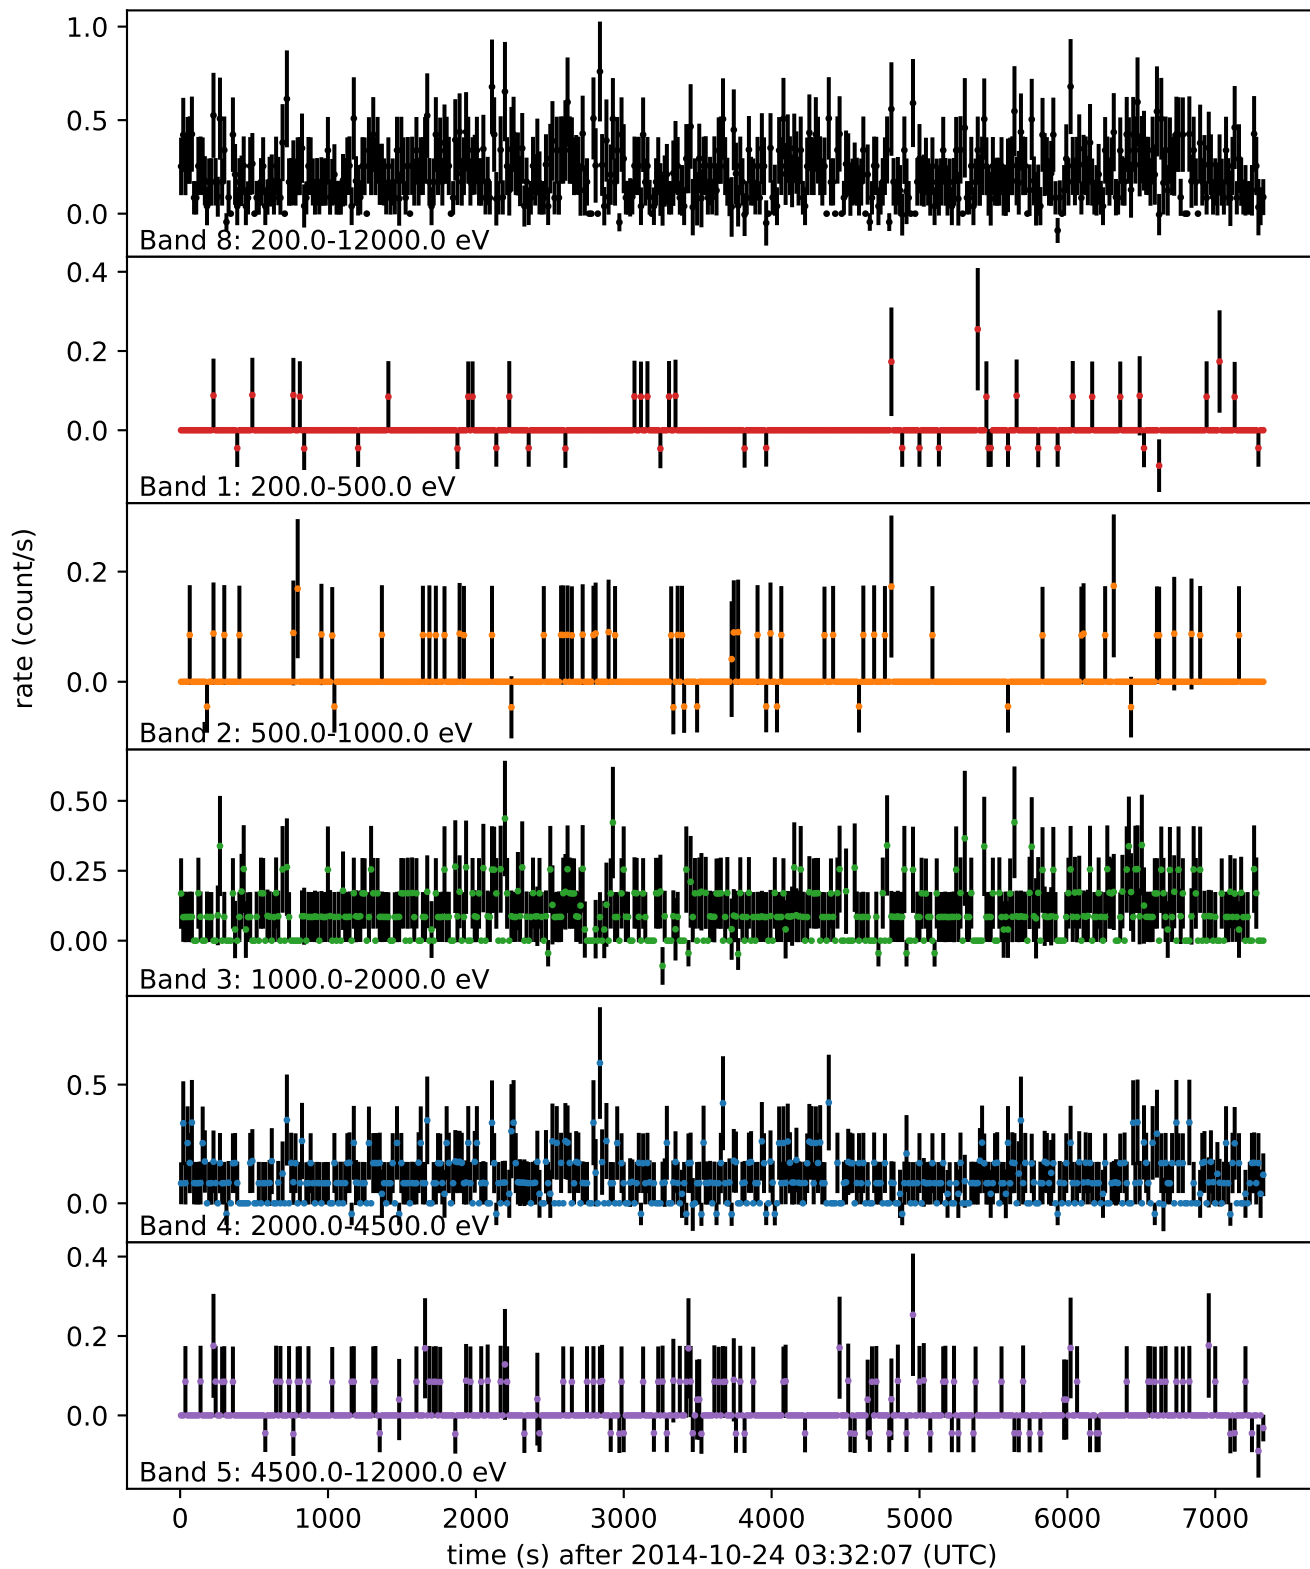 1.0
0.5
0.0
Band 8: 200.0-12000.0 eV
0.4
0.2
0.0
Band 1: 200.0-500.0 eV
rate (count/s)
0.2
0.0
Band 2: 500.0-1000.0 eV
0.50
0.25
0.00
Band 3: 1000.0-2000.0 eV
0.5
0.0
Band 4: 2000.0-4500.0 eV
0.4
0.2
0.0
Band 5: 4500.0-12000.0 eV
0 1000 2000 3000 4000 5000 6000 7000
time (s) after 2014-10-24 03:32:07 (UTC)